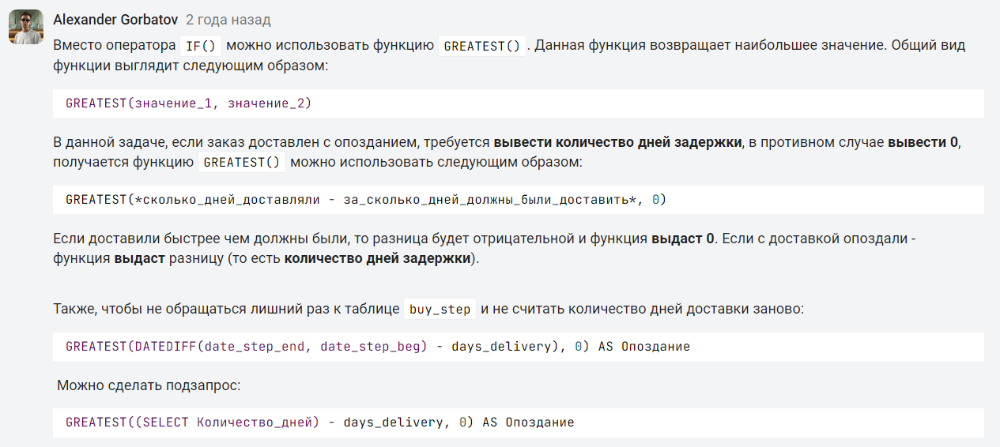 Alexander Gorbatov 2 года назад
Вместо оператора IF() можно использовать функцию GREATEST(). Данная функция возвращает наибольшее значение. Общий вид
функции выглядит следующим образом:
GREATEST(значение_1, значение_2)
В данной задаче, если заказ доставлен с опозданием, требуется вывести количество дней задержки, в противном случае вывести 0,
получается функцию GREATEST() можно использовать следующим образом:
GREATEST(*сколько_дней_доставляли - за_сколько_дней_должны_были_доставить*, 0)
Если доставили быстрее чем должны были, то разница будет отрицательной и функция выдаст 0. Если с доставкой опоздали -
функция выдаст разницу (то есть количество дней задержки).
Также, чтобы не обращаться лишний раз к таблице buy_step и не считать количество дней доставки заново:
GREATEST(DATEDIFF(date_step_end, date_step_beg) - days_delivery), 0) AS Опоздание
Можно сделать подзапрос:
GREATEST((SELECT Количество_дней) - days_delivery, 0) AS Опоздание